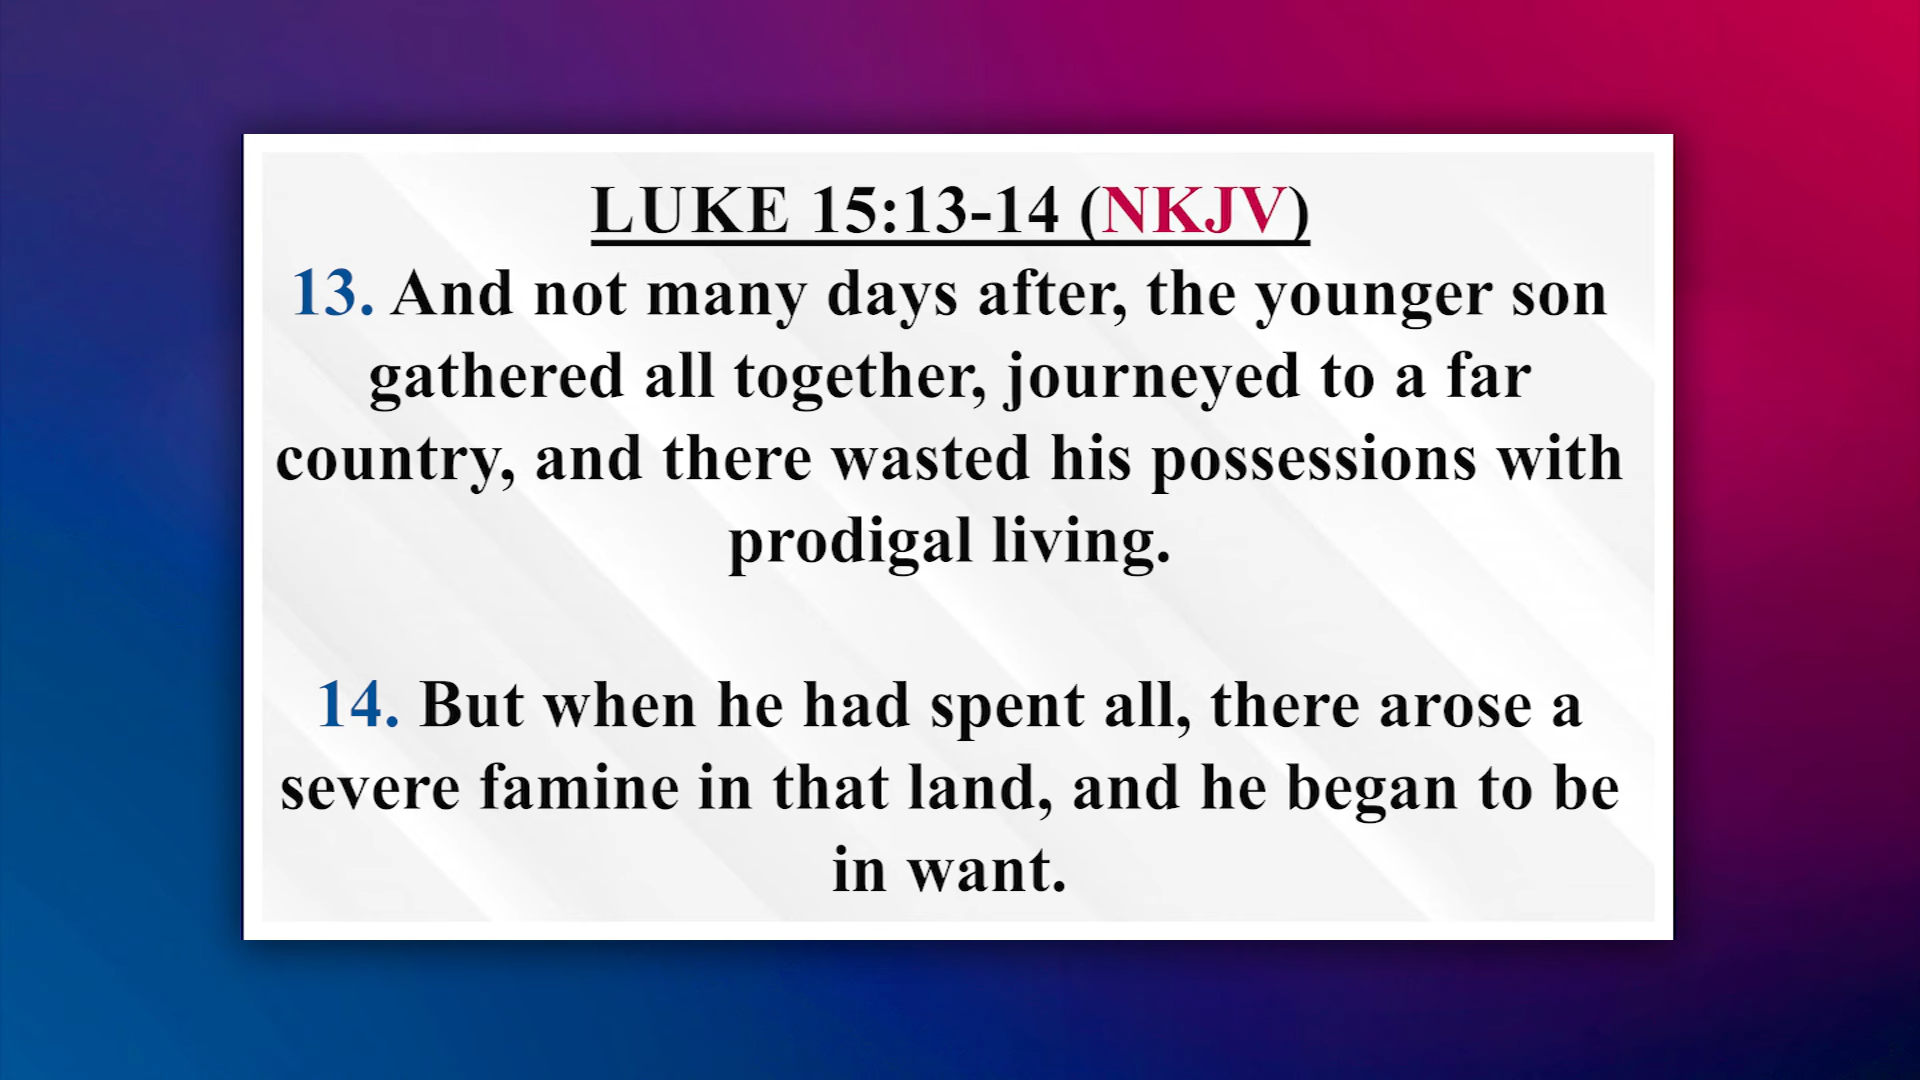 LUKE 15:13-14 (NKJV)
13. And not many days after, the younger son
gathered all together, journeyed to a far
country, and there wasted his possessions with
prodigal living.
14. But when he had spent all, there arose a
severe famine in that land, and he began to be
in want.